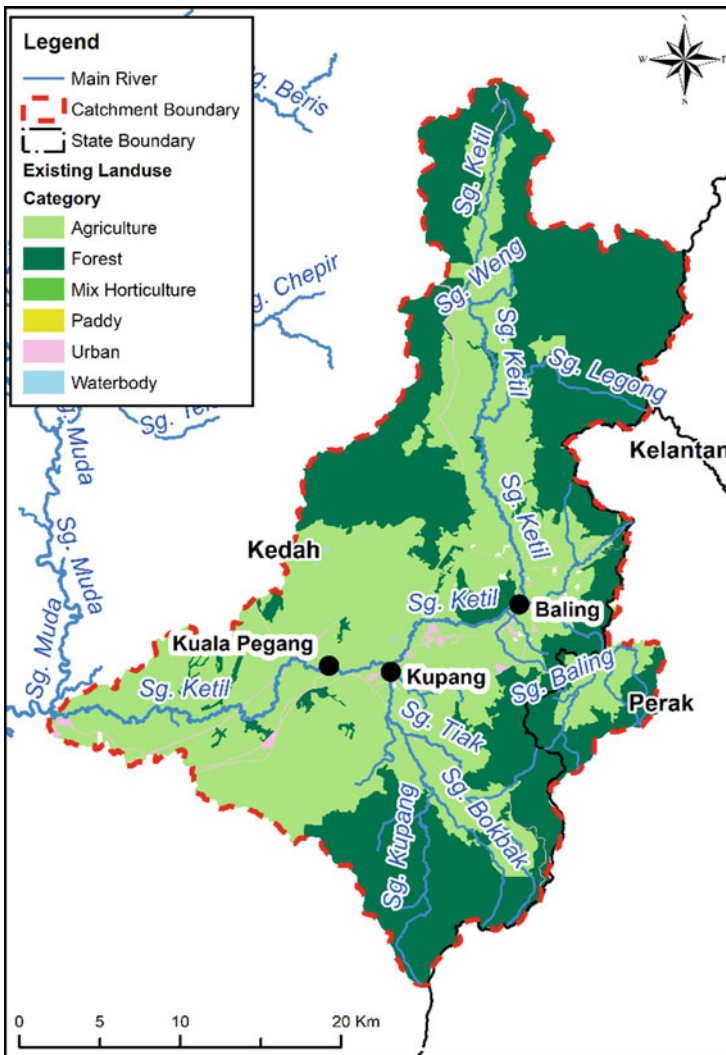 Legend
Main River
Catchment Boundary
State Boundary
Existing Landuse
Category
Agriculture
Forest
Mix Horticulture
Paddy
Urban
Waterbody
N
W
S
g. Beris
g. Chepir
Sg. Muda
Sg. Muda
Sg. Muda
Sg. Ketil
Sg. Weng
Sg. Ketil
Sg. Legong
Kelantan
Sg. Ketil
Kedah
Sg. Ketil
Baling
Kuala Pegang
Kupang
Sg. Ketil
Sg. Baling
Perak
Sg. Tiak
Sg. Bokbak
Sg. Kupang
0 5 10 20 Km